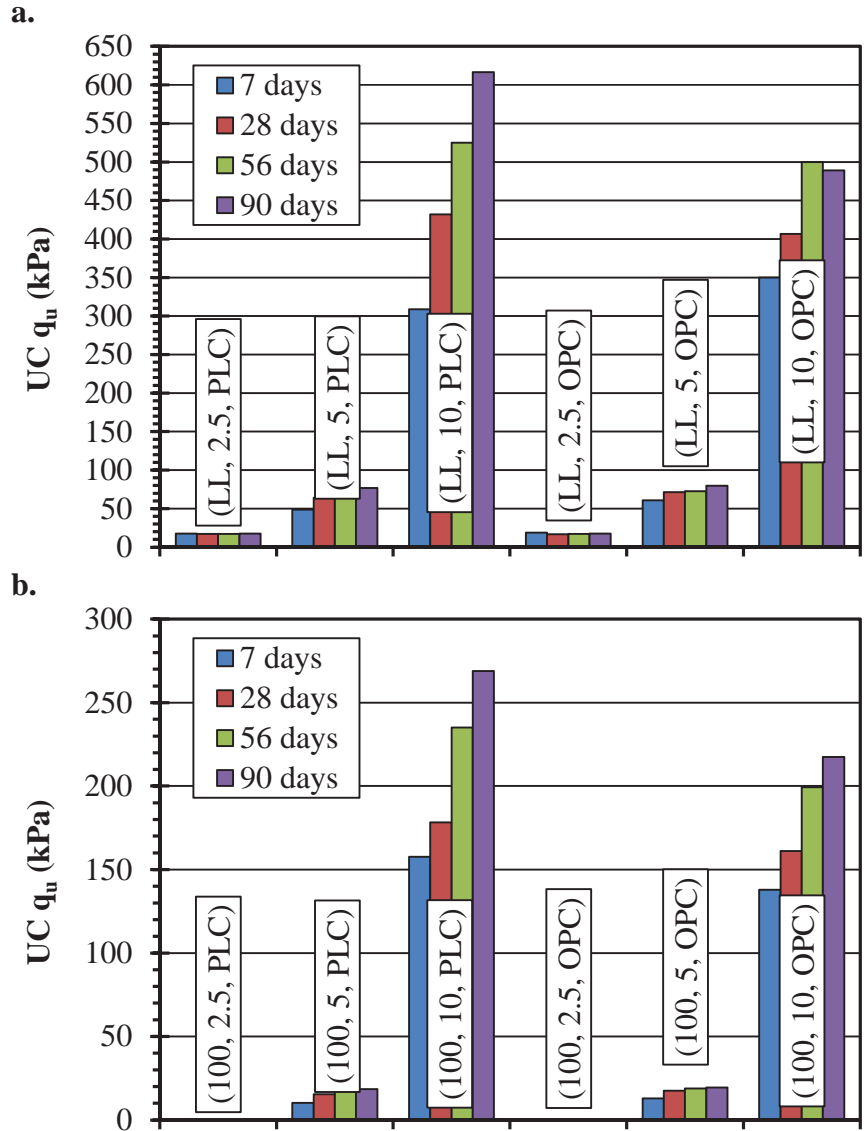 a.
UC qu (kPa)
650
600
550
500
450
400
350
300
250
200
150
100
50
0
7 days
28 days
56 days
90 days
(LL, 2.5, PLC)
(LL, 5, PLC)
(LL, 10, PLC)
(LL, 2.5, OPC)
(LL, 5, OPC)
(LL, 10, OPC)
b.
UC qu (kPa)
300
250
200
150
100
50
0
7 days
28 days
56 days
90 days
(100, 2.5, PLC)
(100, 5, PLC)
(100, 10, PLC)
(100, 2.5, OPC)
(100, 5, OPC)
(100, 10, OPC)